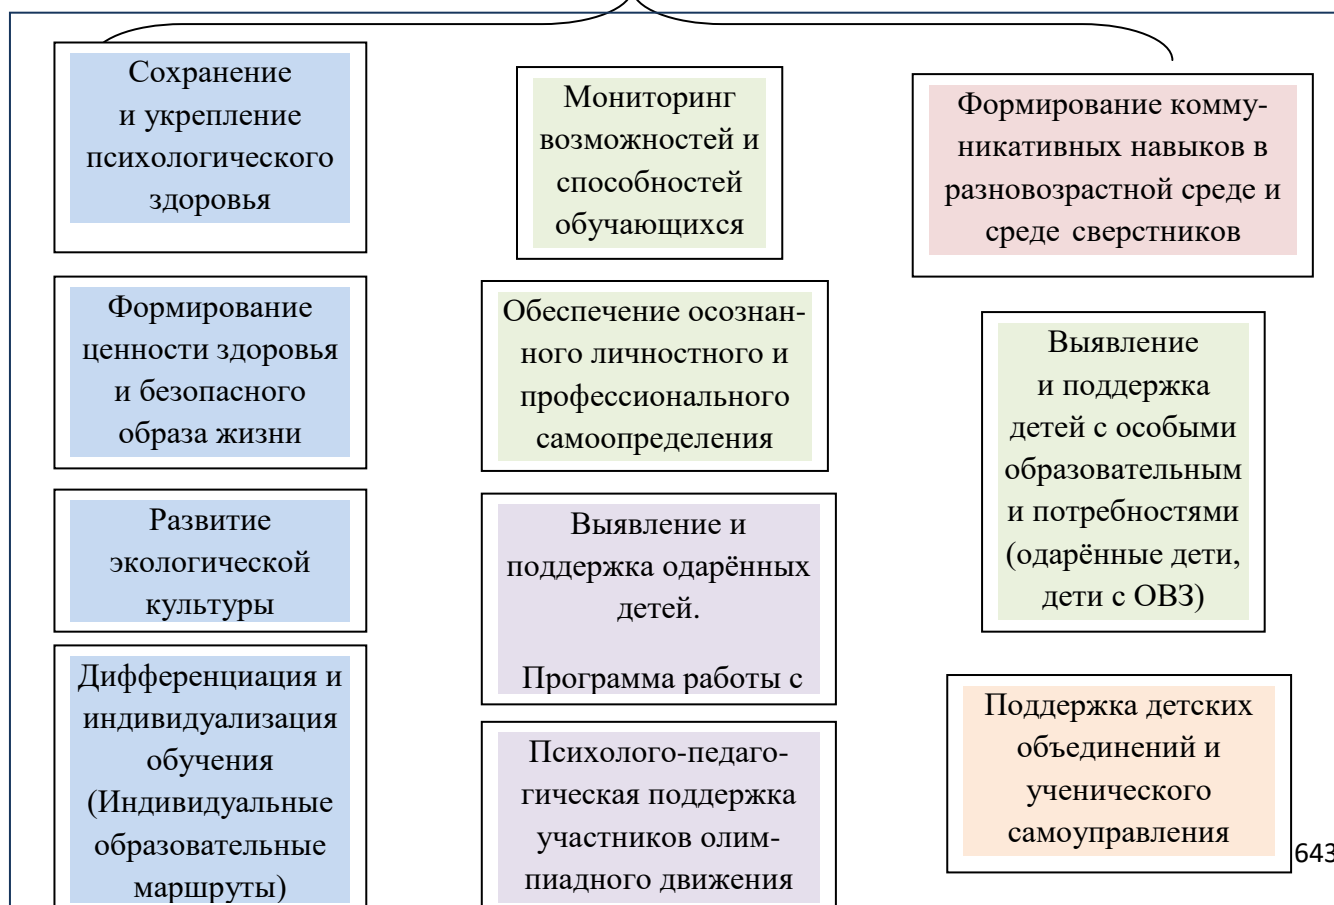 Сохранение
и укрепление
психологического
здоровья
Формирование
ценности здоровья
и безопасного
образа жизни
Развитие
экологической
культуры
Дифференциация и
индивидуализация
обучения
(Индивидуальные
образовательные
маршруты)
Мониторинг
возможностей и
способностей
обучающихся
Обеспечение осознан-
ного личностного и
профессионального
самоопределения
Выявление и
поддержка одарённых
детей.
Программа работы с
Психолого-педаго-
гическая поддержка
участников олим-
пиадного движения
Формирование комму-
никативных навыков в
разновозрастной среде и
среде сверстников
Выявление
и поддержка
детей с особыми
образовательным
и потребностями
(одарённые дети,
дети с ОВЗ)
Поддержка детских
объединений и
ученического
самоуправления
643